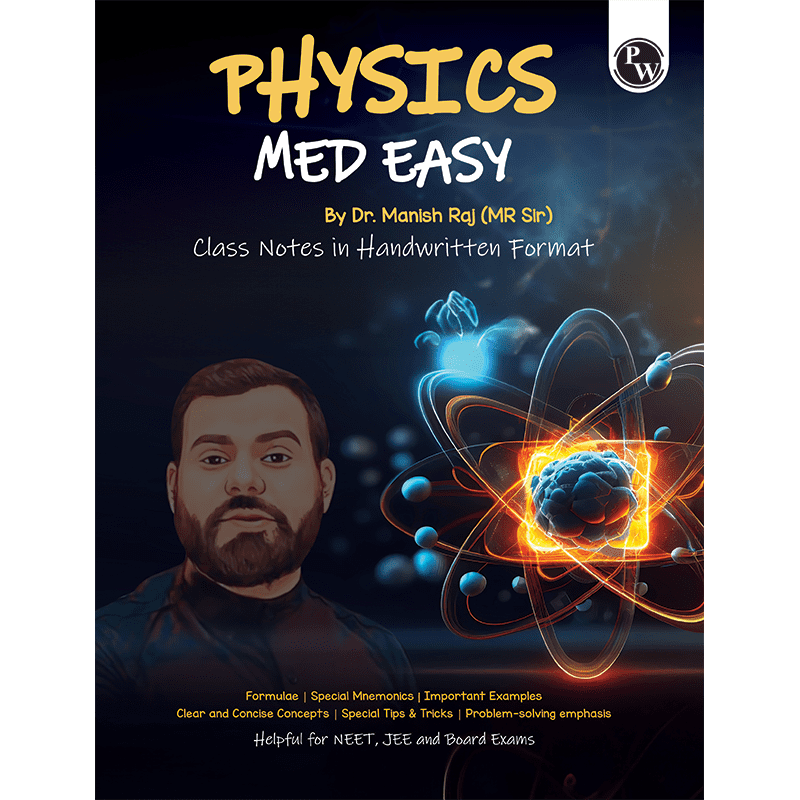 PW
PHYSICS
MED EASY
By Dr. Manish Raj (MR Sir)
Class Notes in Handwritten Format
Formulae | Special Mnemonics | Important Examples
Clear and Concise Concepts | Special Tips & Tricks | Problem-solving emphasis
Helpful for NEET, JEE and Board Exams